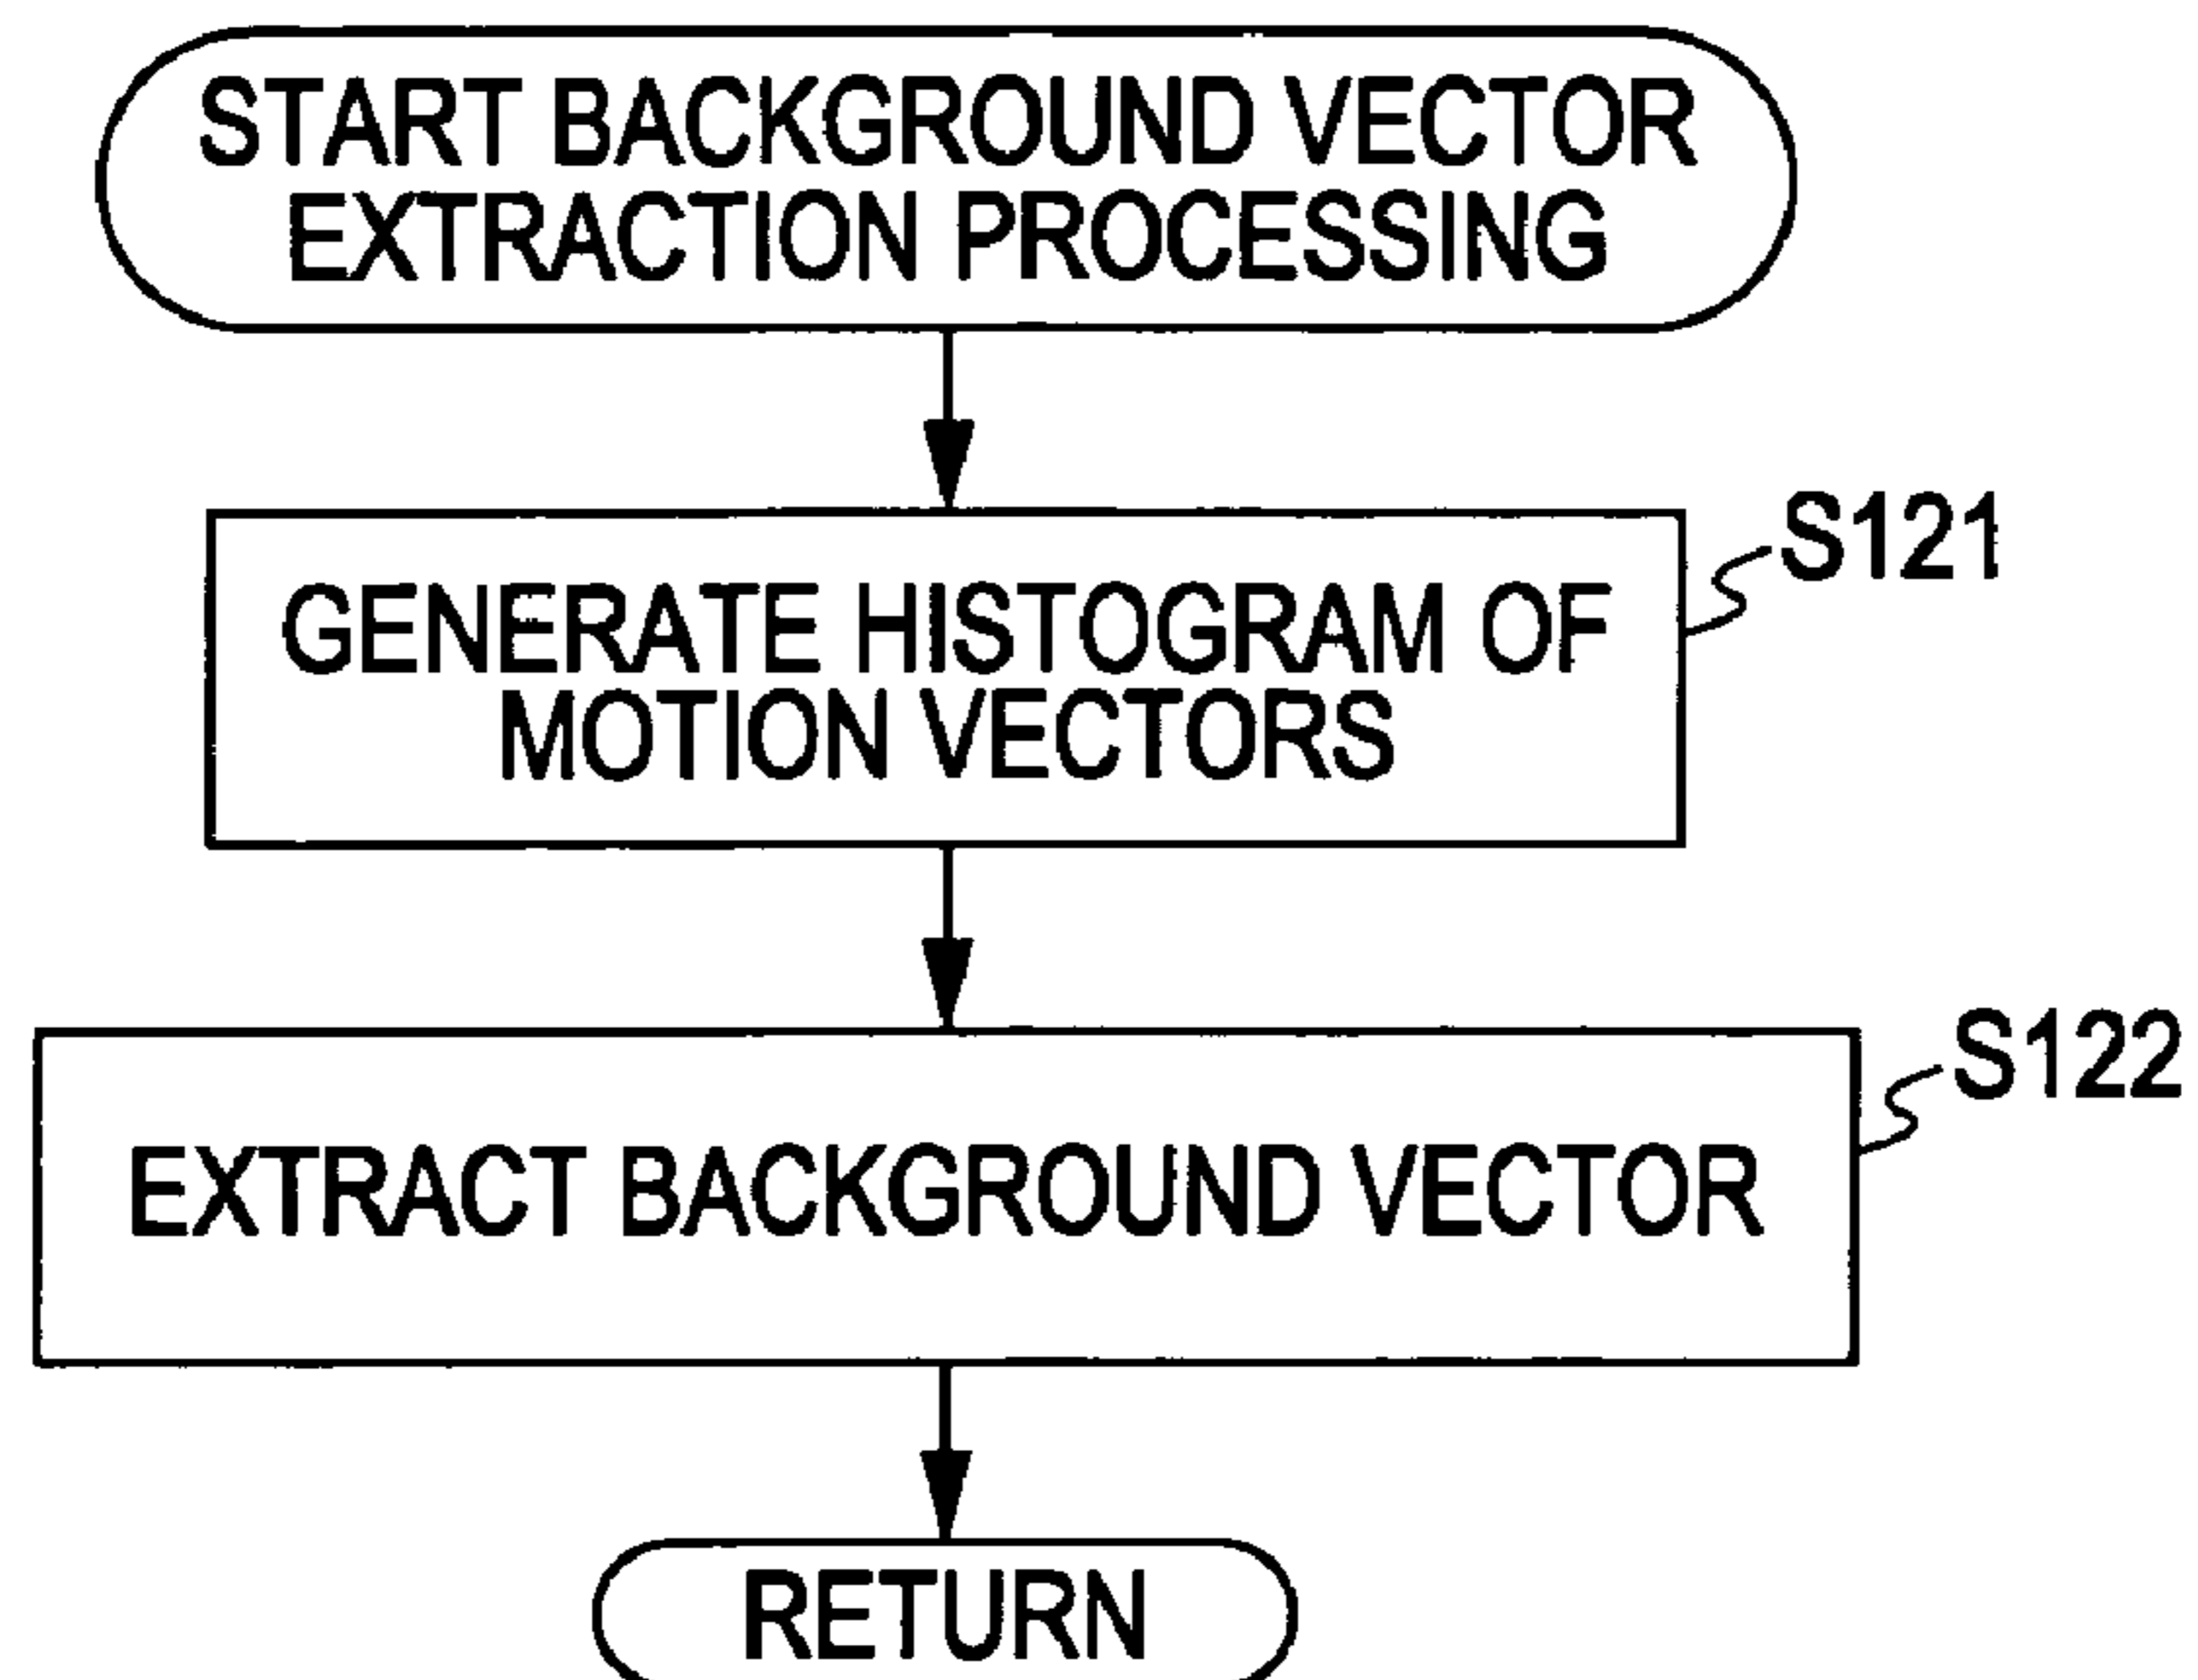 START BACKGROUND VECTOR
EXTRACTION PROCESSING
S121
GENERATE HISTOGRAM OF
MOTION VECTORS
S122
EXTRACT BACKGROUND VECTOR
RETURN